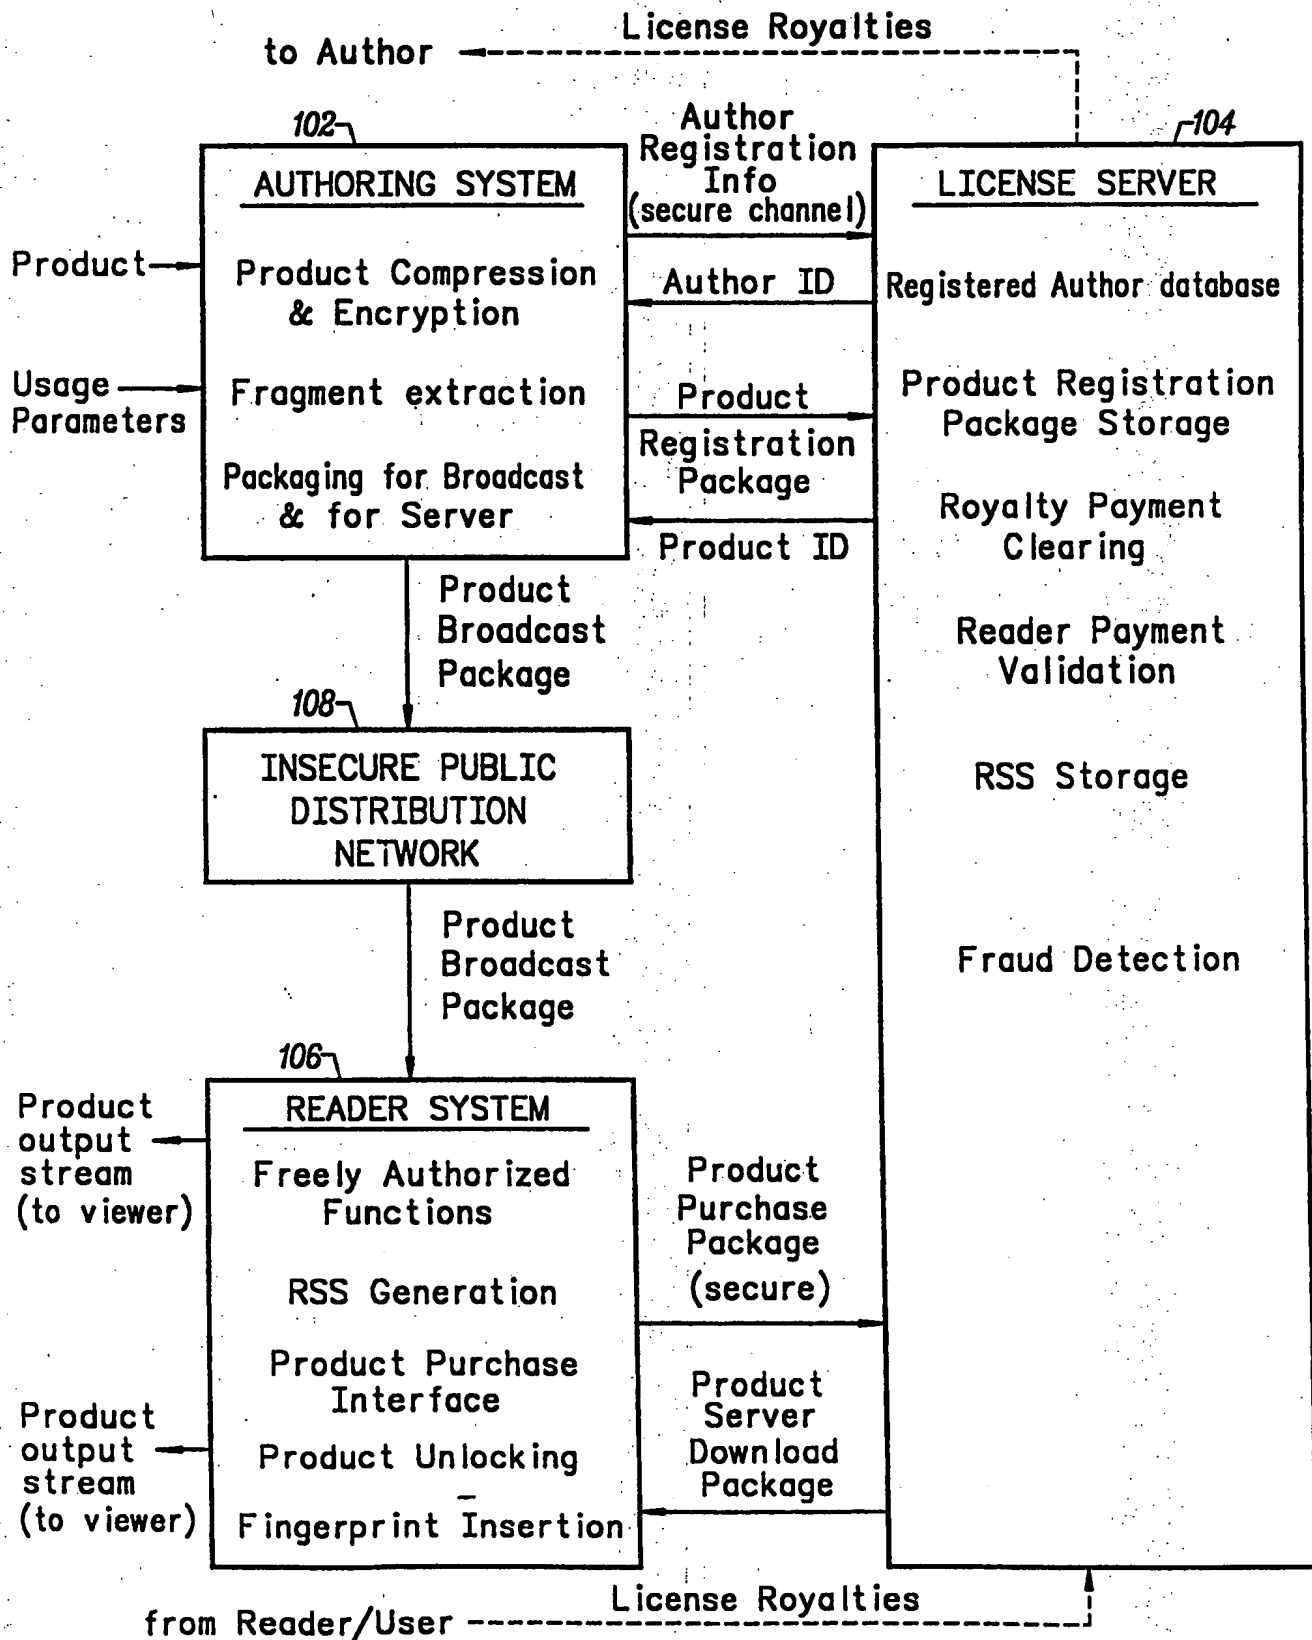 License Royalties
to Author
102
Author
Registration
Info
(secure channel)
104
AUTHORING SYSTEM
LICENSE SERVER
Product
Product Compression
& Encryption
Author ID
Registered Author database
Usage
Parameters
Fragment extraction
Product
Registration
Package
Product Registration
Package Storage
Packaging for Broadcast
& for Server
Product ID
Royalty Payment
Clearing
Product
Broadcast
Package
Reader Payment
Validation
108
INSECURE PUBLIC
DISTRIBUTION
NETWORK
RSS Storage
Product
Broadcast
Package
Fraud Detection
106
READER SYSTEM
Product
output
stream
(to viewer)
Freely Authorized
Functions
Product
Purchase
Package
(secure)
RSS Generation
Product Purchase
Interface
Product
Server
Download
Package
Product
output
stream
(to viewer)
Product Unlocking
Fingerprint Insertion
License Royalties
from Reader/User